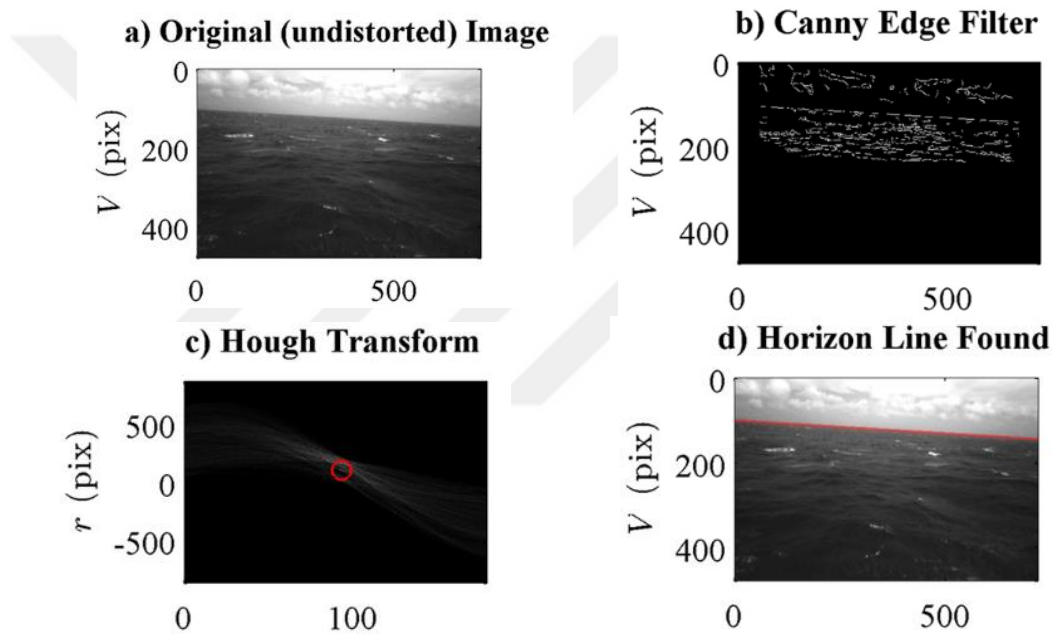 a) Original (undistorted) Image
0
200
400
V (pix)
0 500
b) Canny Edge Filter
0
200
400
V (pix)
0 500
c) Hough Transform
500
0
-500
r (pix)
0 100
d) Horizon Line Found
0
200
400
V (pix)
0 500